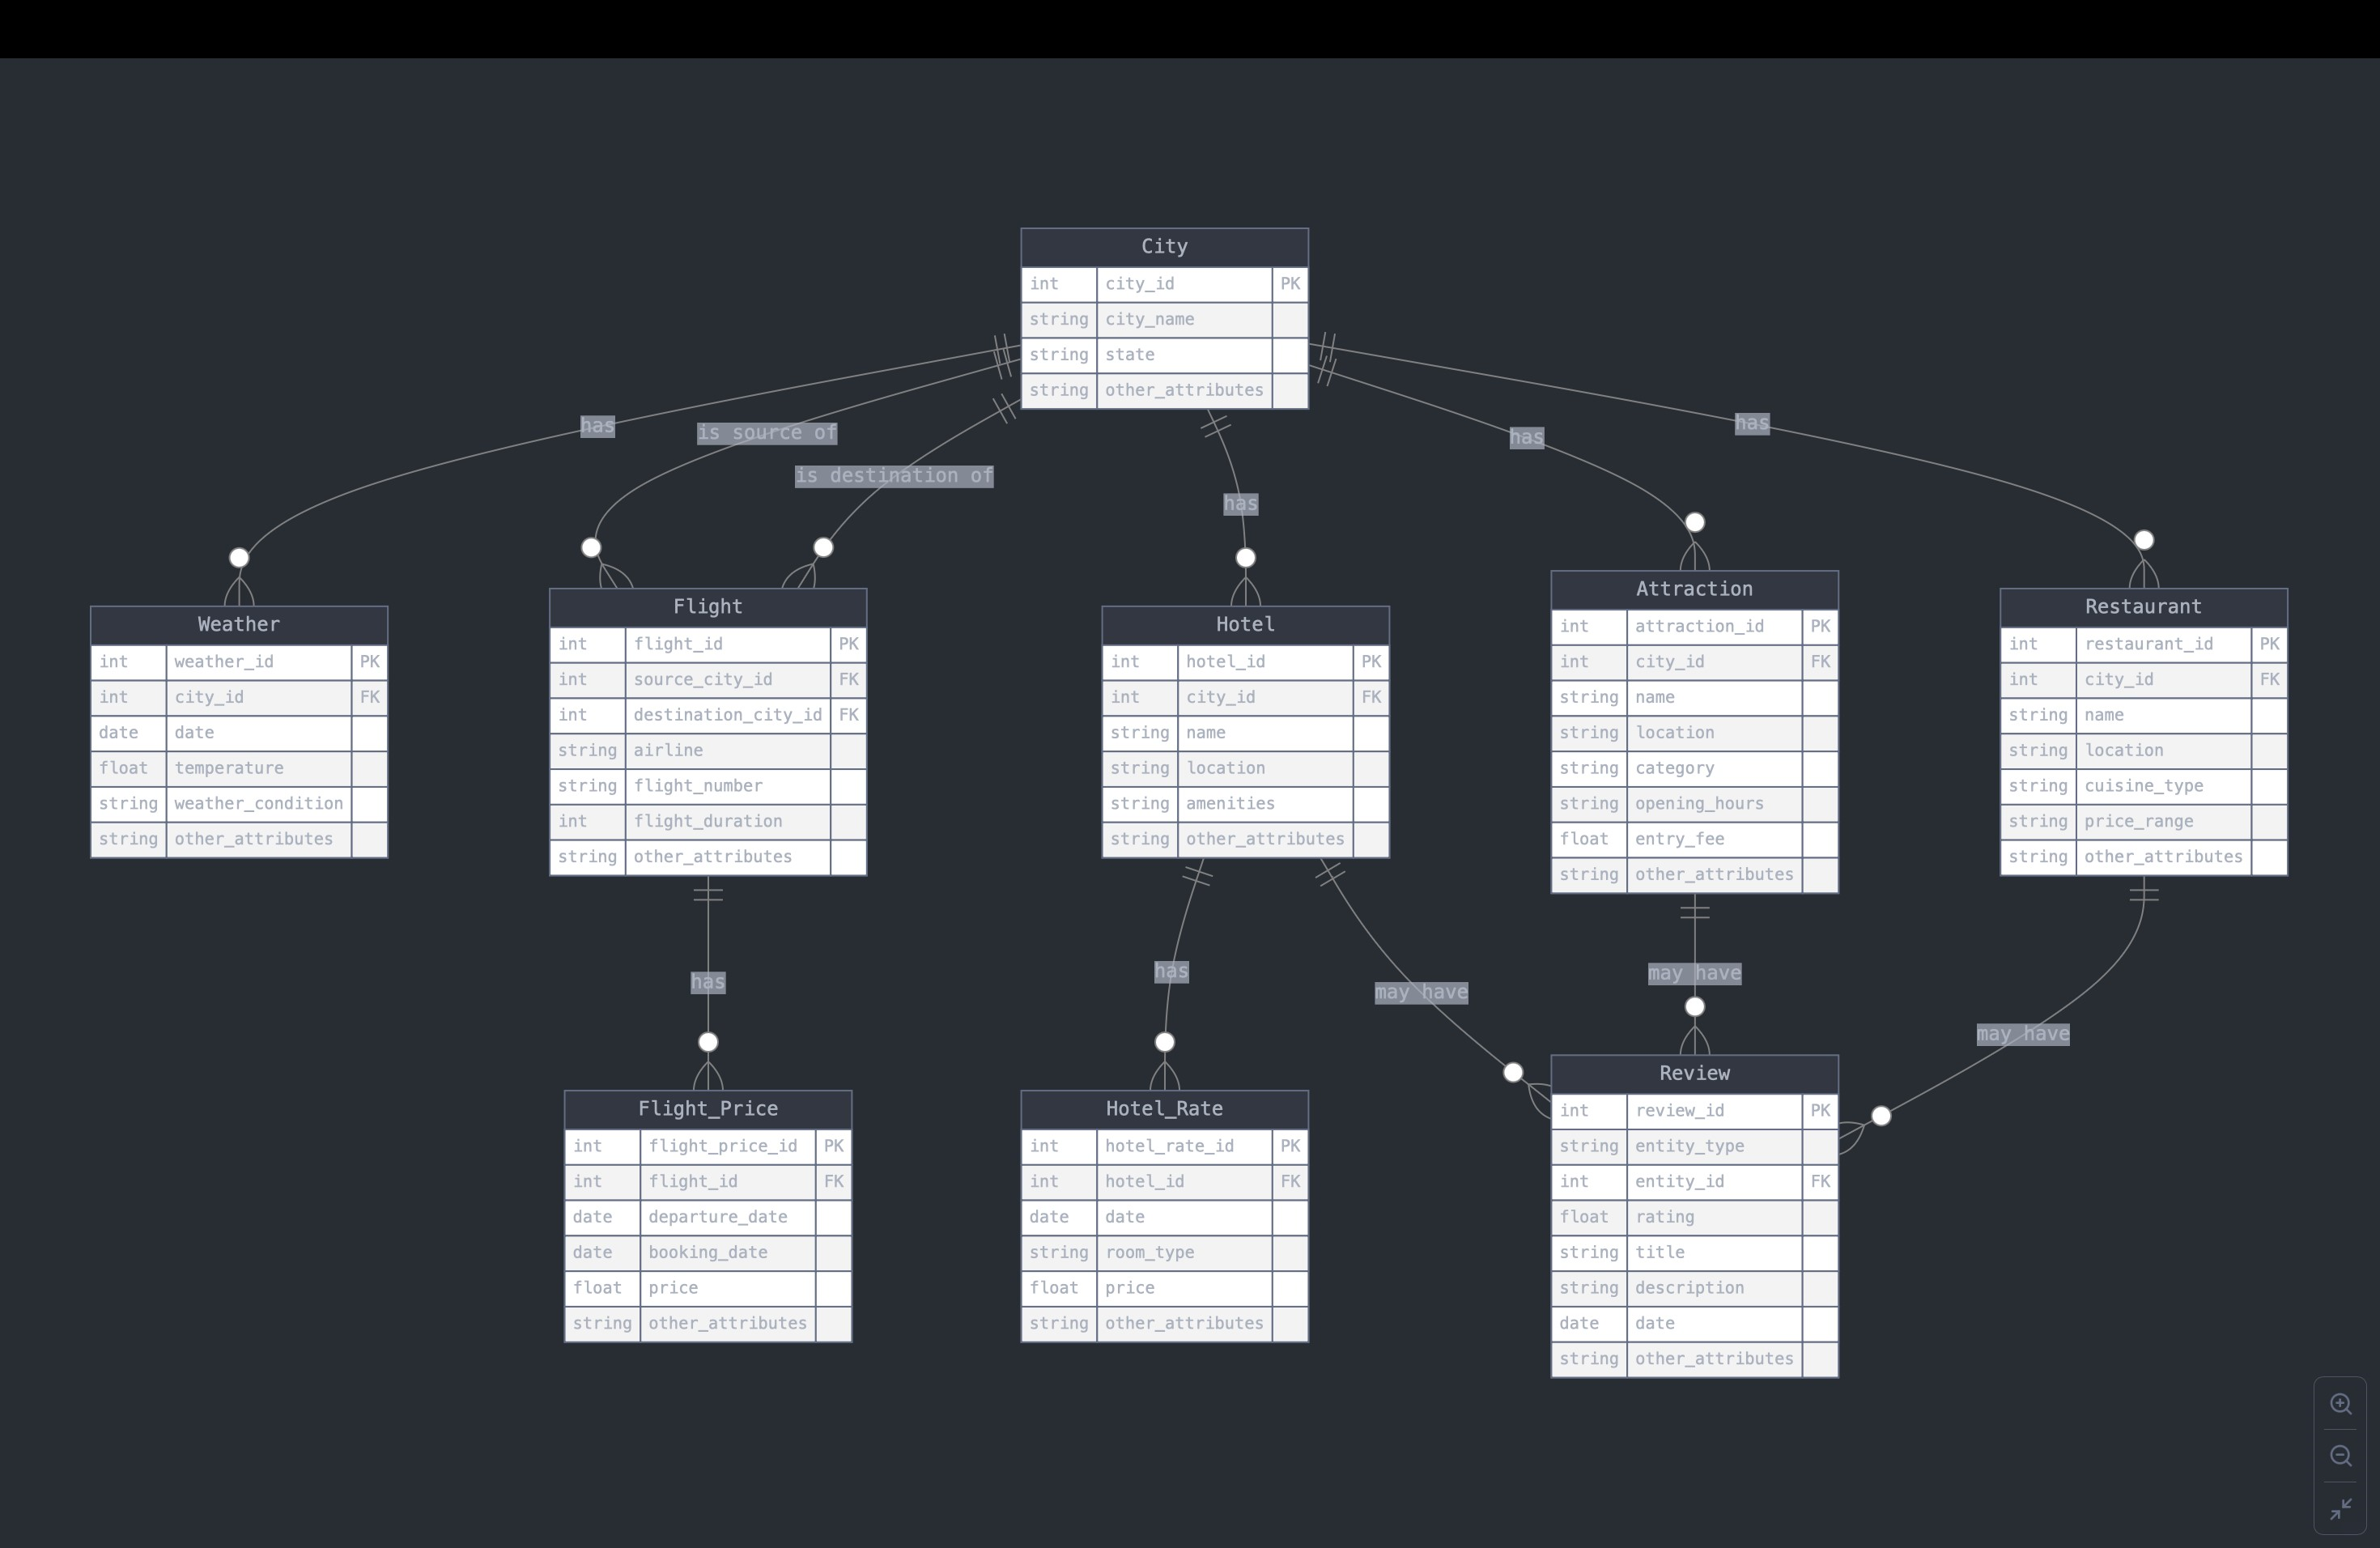 City
int city_id PK
string city_name
string state
string other_attributes
has
is source of
is destination of
has
has
has
Weather
int weather_id PK
int city_id FK
date date
float temperature
string weather_condition
string other_attributes
Flight
int flight_id PK
int source_city_id FK
int destination_city_id FK
string airline
string flight_number
int flight_duration
string other_attributes
Hotel
int hotel_id PK
int city_id FK
string name
string location
string amenities
string other_attributes
Attraction
int attraction_id PK
int city_id FK
string name
string location
string category
string opening_hours
float entry_fee
string other_attributes
Restaurant
int restaurant_id PK
int city_id FK
string name
string location
string cuisine_type
string price_range
string other_attributes
has
has
may have
may have
may have
Flight_Price
int flight_price_id PK
int flight_id FK
date departure_date
date booking_date
float price
string other_attributes
Hotel_Rate
int hotel_rate_id PK
int hotel_id FK
date date
string room_type
float price
string other_attributes
Review
int review_id PK
string entity_type
int entity_id FK
float rating
string title
string description
date date
string other_attributes